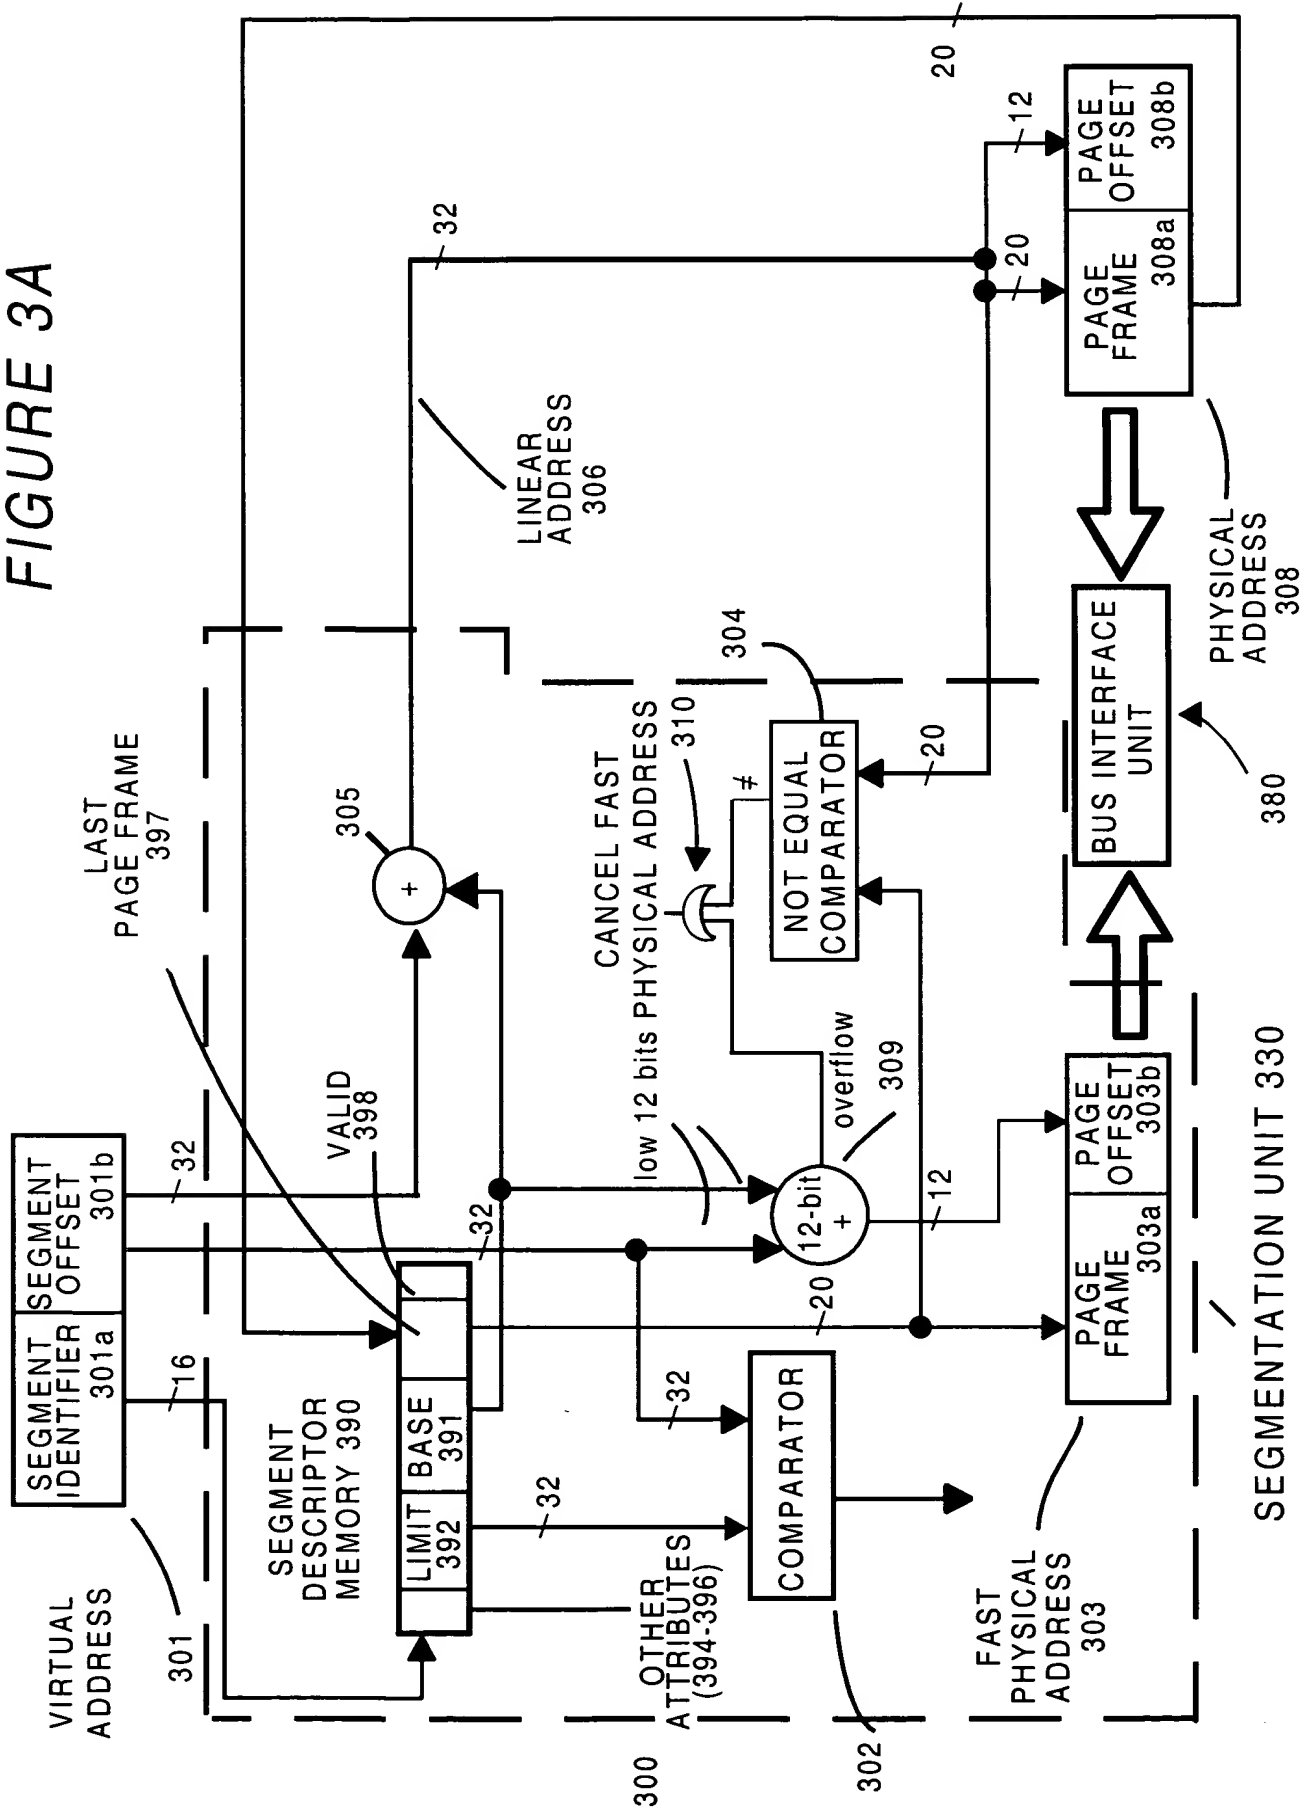 FIGURE 3A
VIRTUAL
ADDRESS
301
SEGMENT
IDENTIFIER
301a
SEGMENT
OFFSET
301b
16
32
LAST
PAGE FRAME
397
VALID
398
SEGMENT
DESCRIPTOR
MEMORY 390
LIMIT
392
BASE
391
32
305
+
LINEAR
ADDRESS
306
32
20
OTHER
ATTRIBUTES
(394-396)
32
32
COMPARATOR
302
300
low 12 bits
12-bit
+
overflow
309
CANCEL FAST
PHYSICAL ADDRESS
310
≠
NOT EQUAL
COMPARATOR
304
20
20
12
20
12
FAST
PHYSICAL
ADDRESS
303
PAGE
FRAME
303a
PAGE
OFFSET
303b
BUS INTERFACE
UNIT
380
PAGE
FRAME
308a
PAGE
OFFSET
308b
PHYSICAL
ADDRESS
308
SEGMENTATION UNIT 330